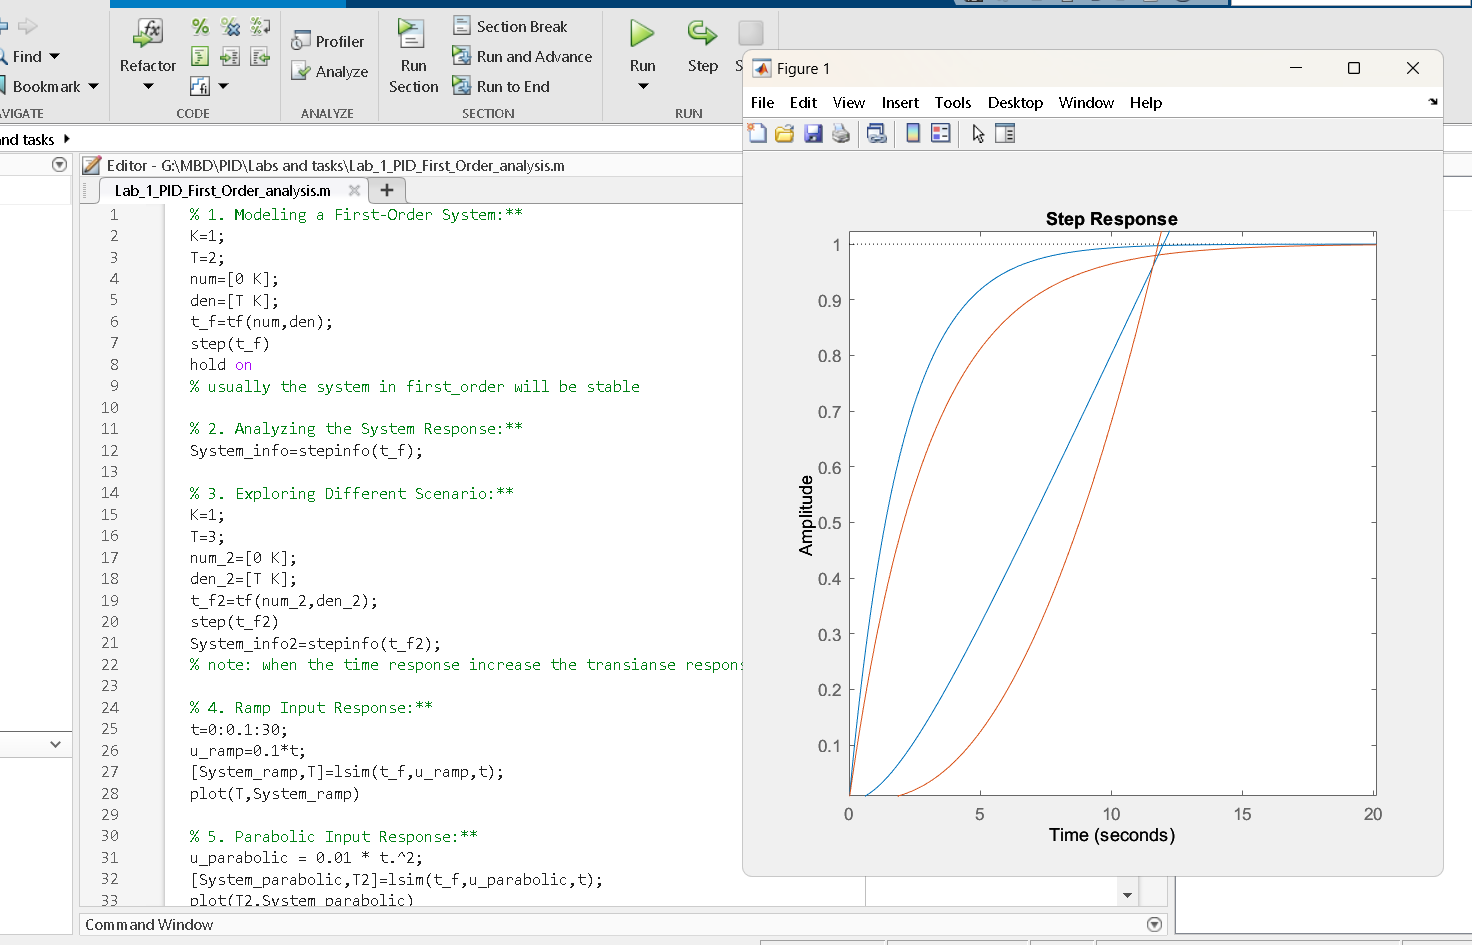 Find
Bookmark
VIGATE
Refactor
CODE
Profiler
Analyze
ANALYZE
Run
Section
Section Break
Run and Advance
Run to End
SECTION
Run
Step
S
RUN
nd tasks
Editor - G:\MBD\PID\Labs and tasks\Lab_1_PID_First_Order_analysis.m
Lab_1_PID_First_Order_analysis.m
1 % 1. Modeling a First-Order System:**
2 K=1;
3 T=2;
4 num=[0 K];
5 den=[T K];
6 t_f=tf(num,den);
7 step(t_f)
8 hold on
9 % usually the system in first_order will be stable
10
11 % 2. Analyzing the System Response:**
12 System_info=stepinfo(t_f);
13
14 % 3. Exploring Different Scenario:**
15 K=1;
16 T=3;
17 num_2=[0 K];
18 den_2=[T K];
19 t_f2=tf(num_2,den_2);
20 step(t_f2)
21 System_info2=stepinfo(t_f2);
22 % note: when the time response increase the transianse respon
23
24 % 4. Ramp Input Response:**
25 t=0:0.1:30;
26 u_ramp=0.1*t;
27 [System_ramp,T]=lsim(t_f,u_ramp,t);
28 plot(T,System_ramp)
29
30 % 5. Parabolic Input Response:**
31 u_parabolic = 0.01 * t.^2;
32 [System_parabolic,T2]=lsim(t_f,u_parabolic,t);
33 plot(T2,System_parabolic)
Command Window
Figure 1
File Edit View Insert Tools Desktop Window Help
Step Response
1
0.9
0.8
0.7
0.6
0.5
0.4
0.3
0.2
0.1
Amplitude
0 5 10 15 20
Time (seconds)